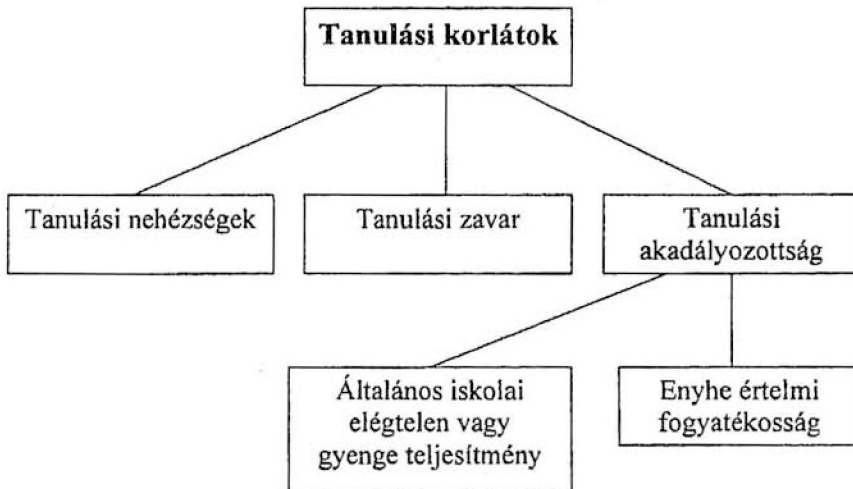 Tanulási korlátok
Tanulási nehézségek
Tanulási zavar
Tanulási
akadályozottság
Általános iskolai
elégtelen vagy
gyenge teljesítmény
Enyhe értelmi
fogyatékosság